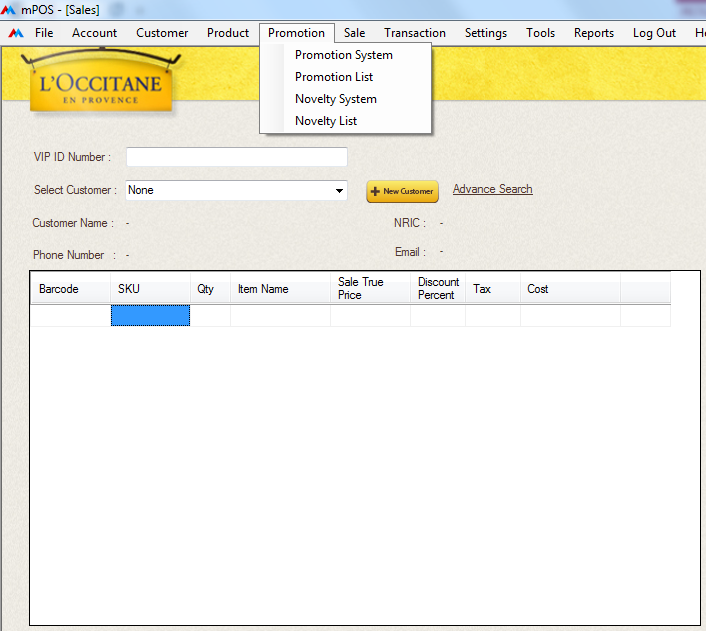 mPOS - [Sales]
File Account Customer Product Promotion Sale Transaction Settings Tools Reports Log Out
Promotion System
Promotion List
Novelty System
Novelty List
L'OCCITANE
EN PROVENCE
VIP ID Number :
Select Customer : None New Customer Advance Search
Customer Name : - NRIC : -
Phone Number : - Email : -
Barcode SKU Qty Item Name Sale True Price Discount Percent Tax Cost